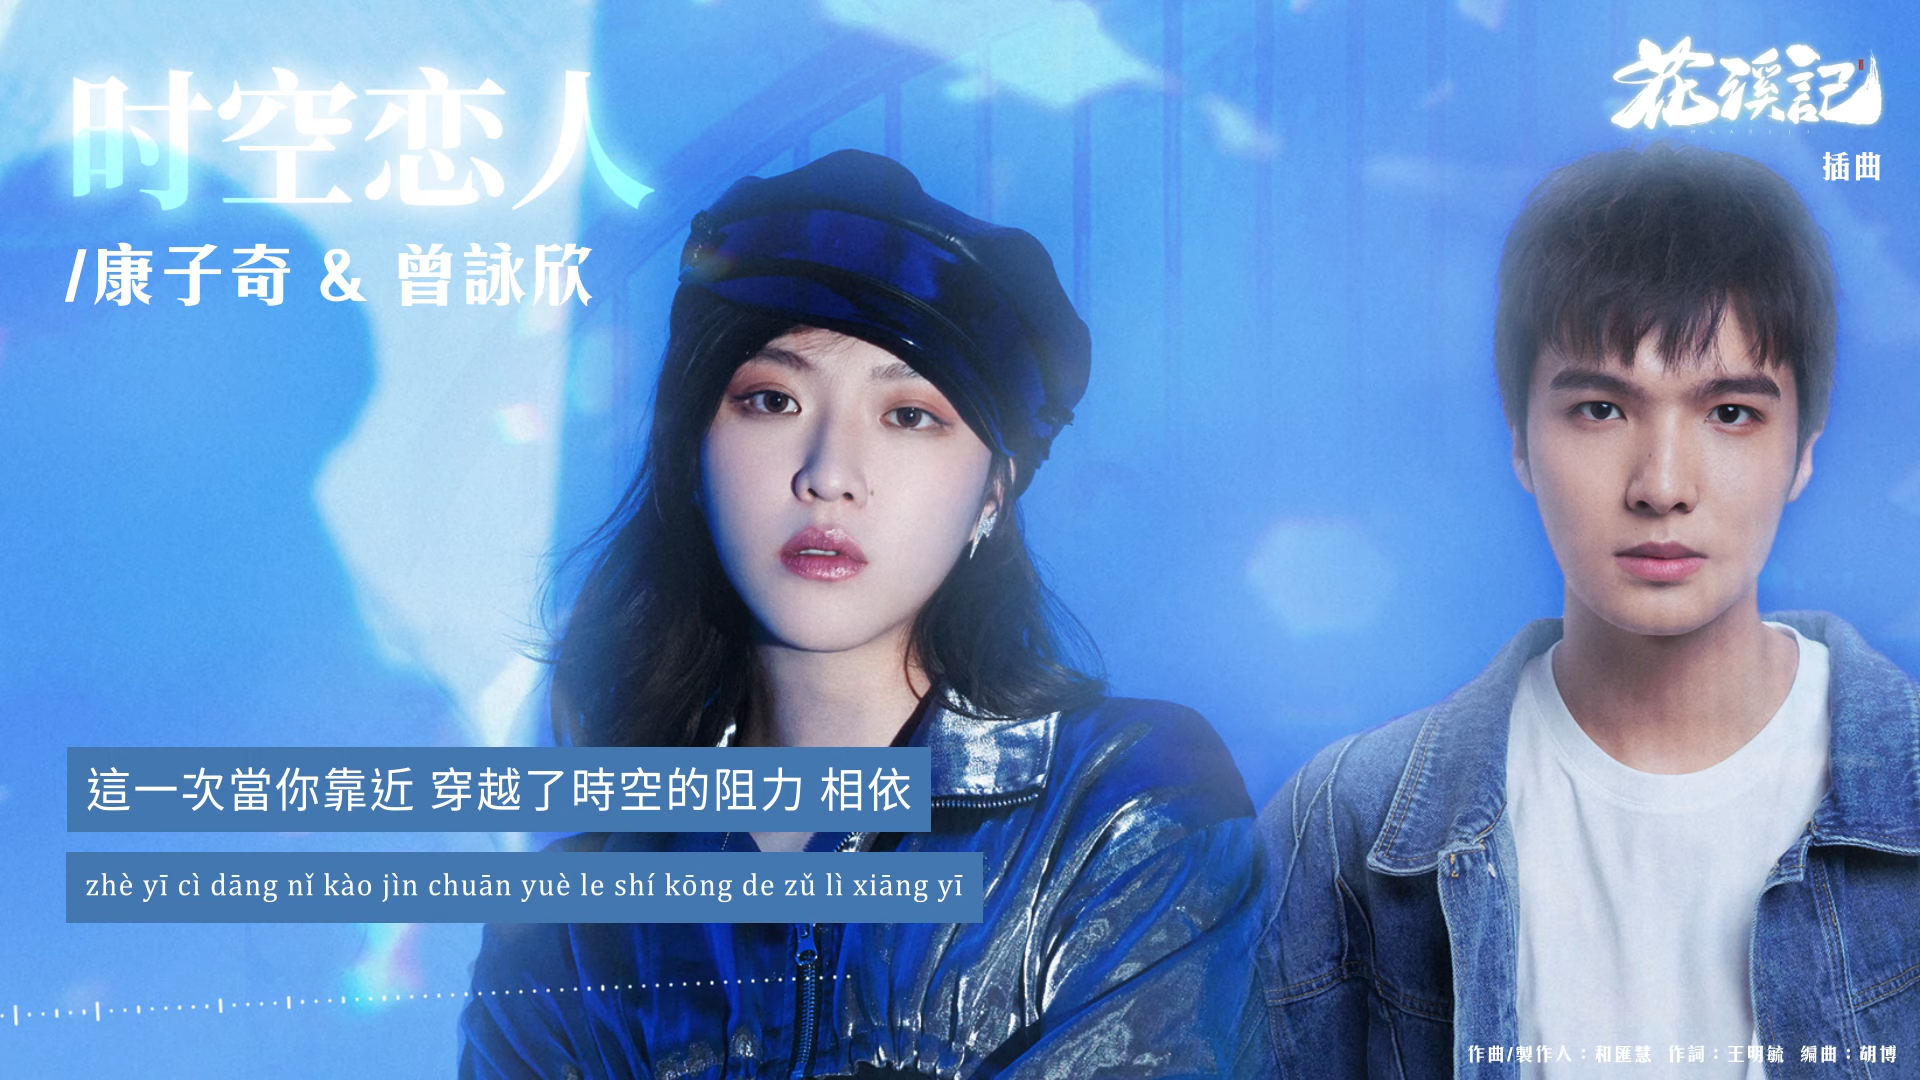 时空恋人
/康子奇 & 曾詠欣
花溪記
插曲
這一次當你靠近 穿越了時空的阻力 相依
zhè yī cì dāng nǐ kào jìn chuān yuè le shí kōng de zǔ lì xiāng yī
作曲/製作人：和匯慧 作詞：王明毓 編曲：胡博